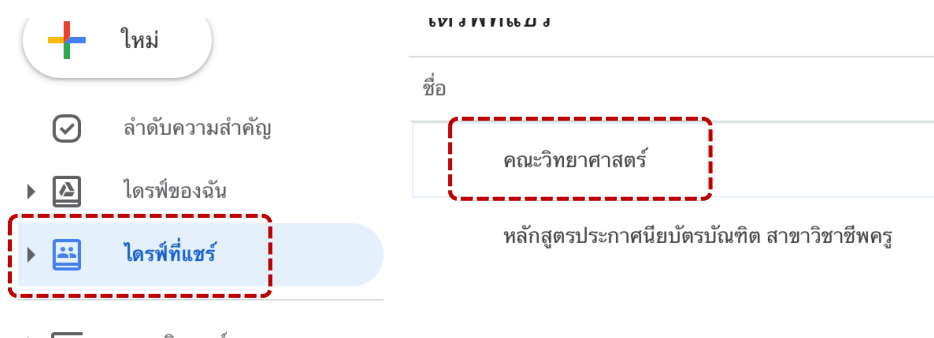 ใหม่
ลำดับความสำคัญ
ไดรฟ์ของฉัน
ไดรฟ์ที่แชร์
ชื่อ
คณะวิทยาศาสตร์
หลักสูตรประกาศนียบัตรบัณฑิต สาขาวิชาชีพครู